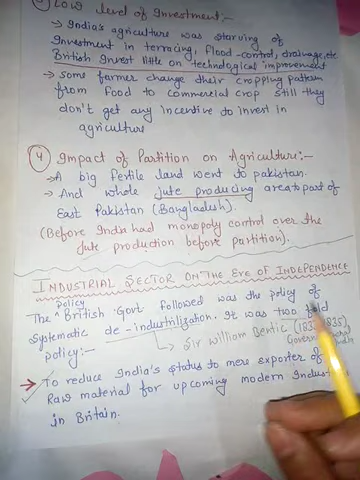 ③ Low level of Investment:-
→ India's agriculture was starving of
Investment in terracing, flood-control, drainage, etc
British Invest little on technological improvement
→ Some farmer change their cropping pattern
from food to commercial crop still they
don't get any incentive to invest in
agriculture
④ Impact of Partition on Agriculture:-
→ A big fertile land went to pakistan.
→ And whole jute producing area to part of
East Pakistan (Bangladesh).
(Before India had monopoly control over the
jute production before partition).
INDUSTRIAL SECTOR ON THE EVE OF INDEPENDENCE
policy
The ^ British Govt followed was the policy of
systematic de-industrilization. It was two fold
policy:-
→ Sir William Bentic (1835)
Governor
→ To reduce India's status to mere exporter of
Raw material for upcoming modern Indust
in Britain.